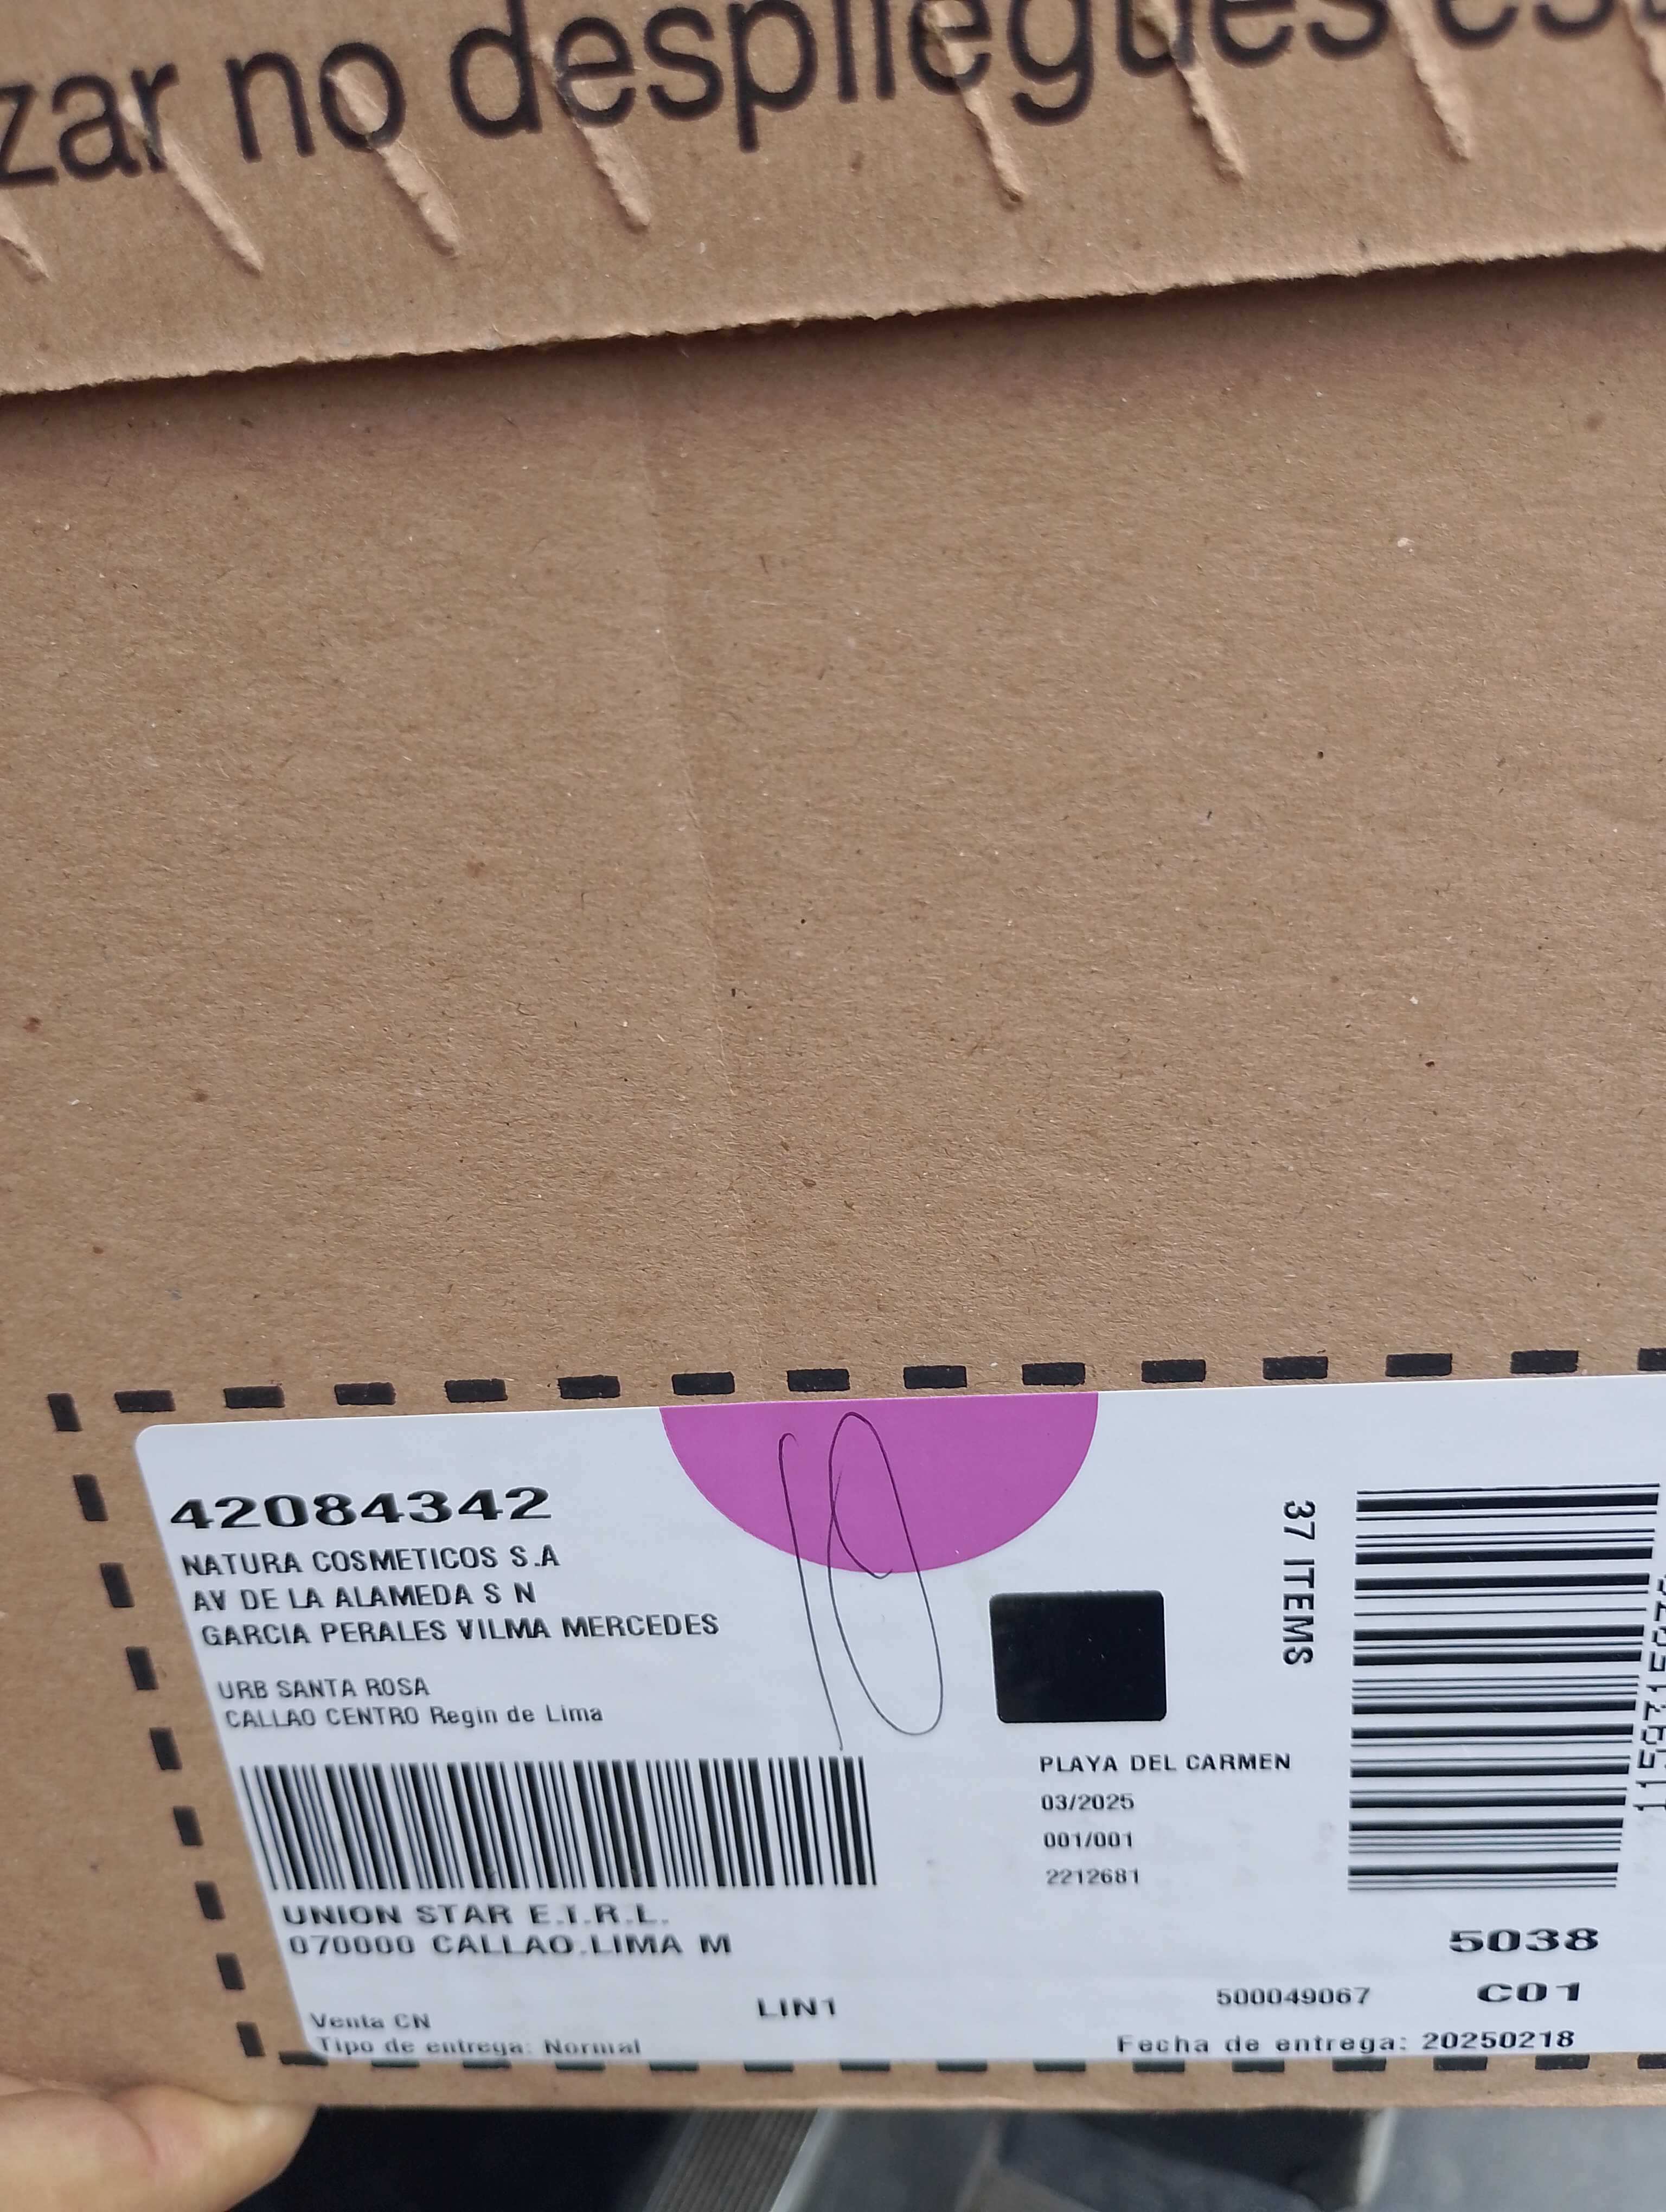 zar no despliegues
42084342
NATURA COSMETICOS S.A
AV DE LA ALAMEDA S N
GARCIA PERALES VILMA MERCEDES
URB SANTA ROSA
CALLAO CENTRO Regin de Lima
UNION STAR E.I.R.L.
070000 CALLAO.LIMA M
Venta CN
Tipo de entrega: Normal
LIN1
37 ITEMS
PLAYA DEL CARMEN
03/2025
001/001
2212681
5038
500049067
C01
Fecha de entrega: 20250218